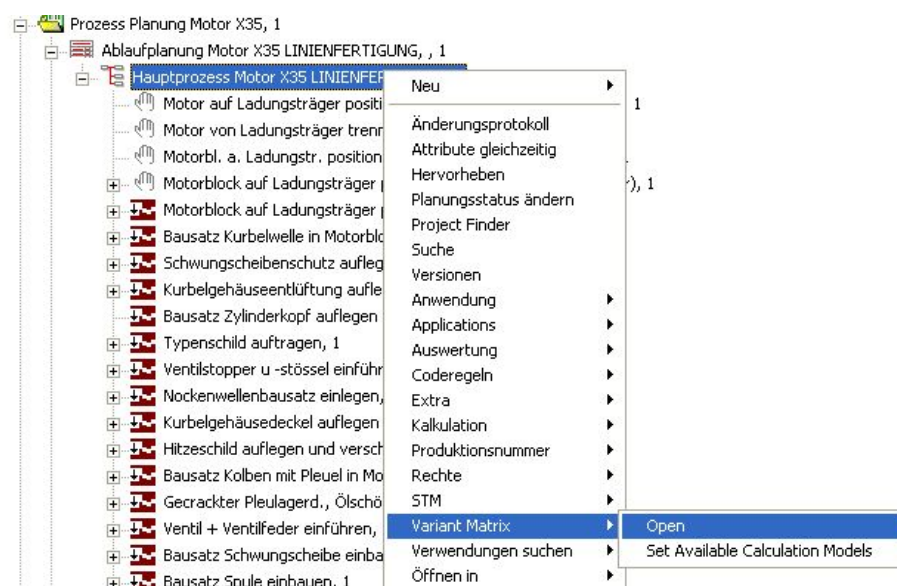 Prozess Planung Motor X35, 1
Ablaufplanung Motor X35 LINIENFERTIGUNG, , 1
Hauptprozess Motor X35 LINIENFER
Motor auf Ladungsträger positi
1
Motor von Ladungsträger trenn
Motorbl. a. Ladungstr. position
Motorblock auf Ladungsträger
), 1
Motorblock auf Ladungsträger
Bausatz Kurbelwelle in Motorblo
Schwungscheibenschutz aufleg
Kurbelgehäuseentlüftung aufle
Bausatz Zylinderkopf auflegen
Typenschild auftragen, 1
Ventilstopper u -stössel einführ
Nockenwellenbausatz einlegen,
Kurbelgehäusedeckel auflegen
Hitzeschild auflegen und versch
Bausatz Kolben mit Pleuel in Mo
Gecrackter Pleulagerd., Ölschö
Ventil + Ventilfeder einführen,
Bausatz Schwungscheibe einba
Bausatz Spule einbauen, 1
Neu
Änderungsprotokoll
Attribute gleichzeitig
Hervorheben
Planungsstatus ändern
Project Finder
Suche
Versionen
Anwendung
Applications
Auswertung
Coderegeln
Extra
Kalkulation
Produktionsnummer
Rechte
STM
Variant Matrix
Verwendungen suchen
Öffnen in
Open
Set Available Calculation Models